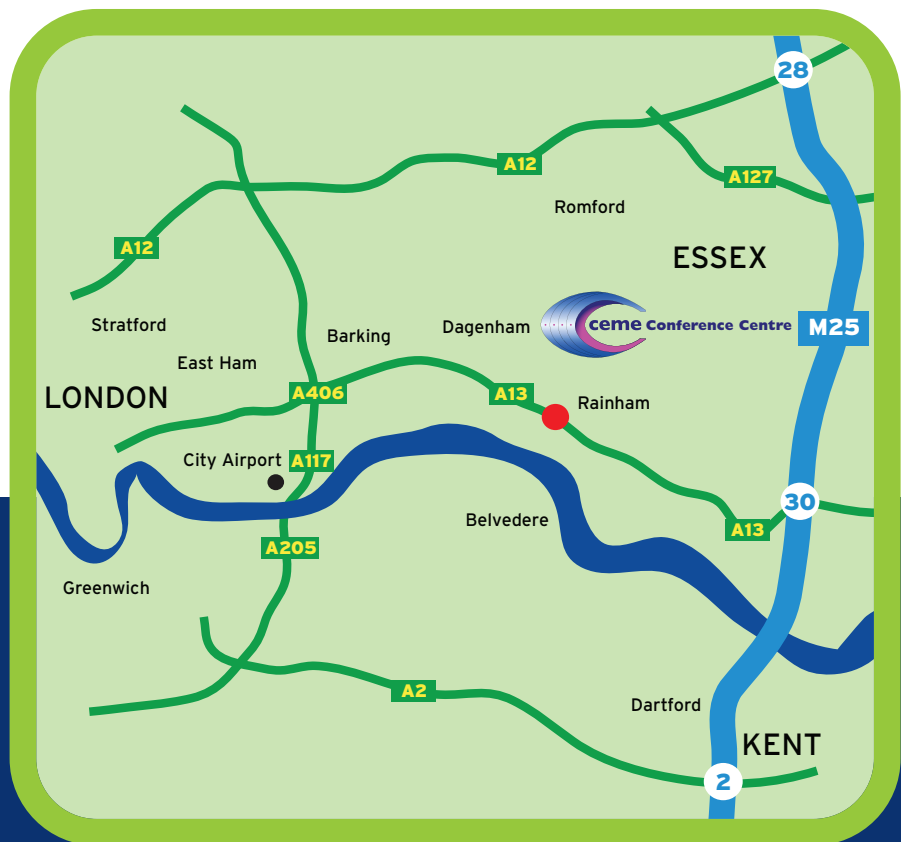 28
A12
A127
Romford
A12
ESSEX
Stratford
Barking
Dagenham
ceme Conference Centre
M25
East Ham
LONDON
A406
A13
Rainham
City Airport
A117
30
Belvedere
A13
A205
Greenwich
A2
Dartford
KENT
2